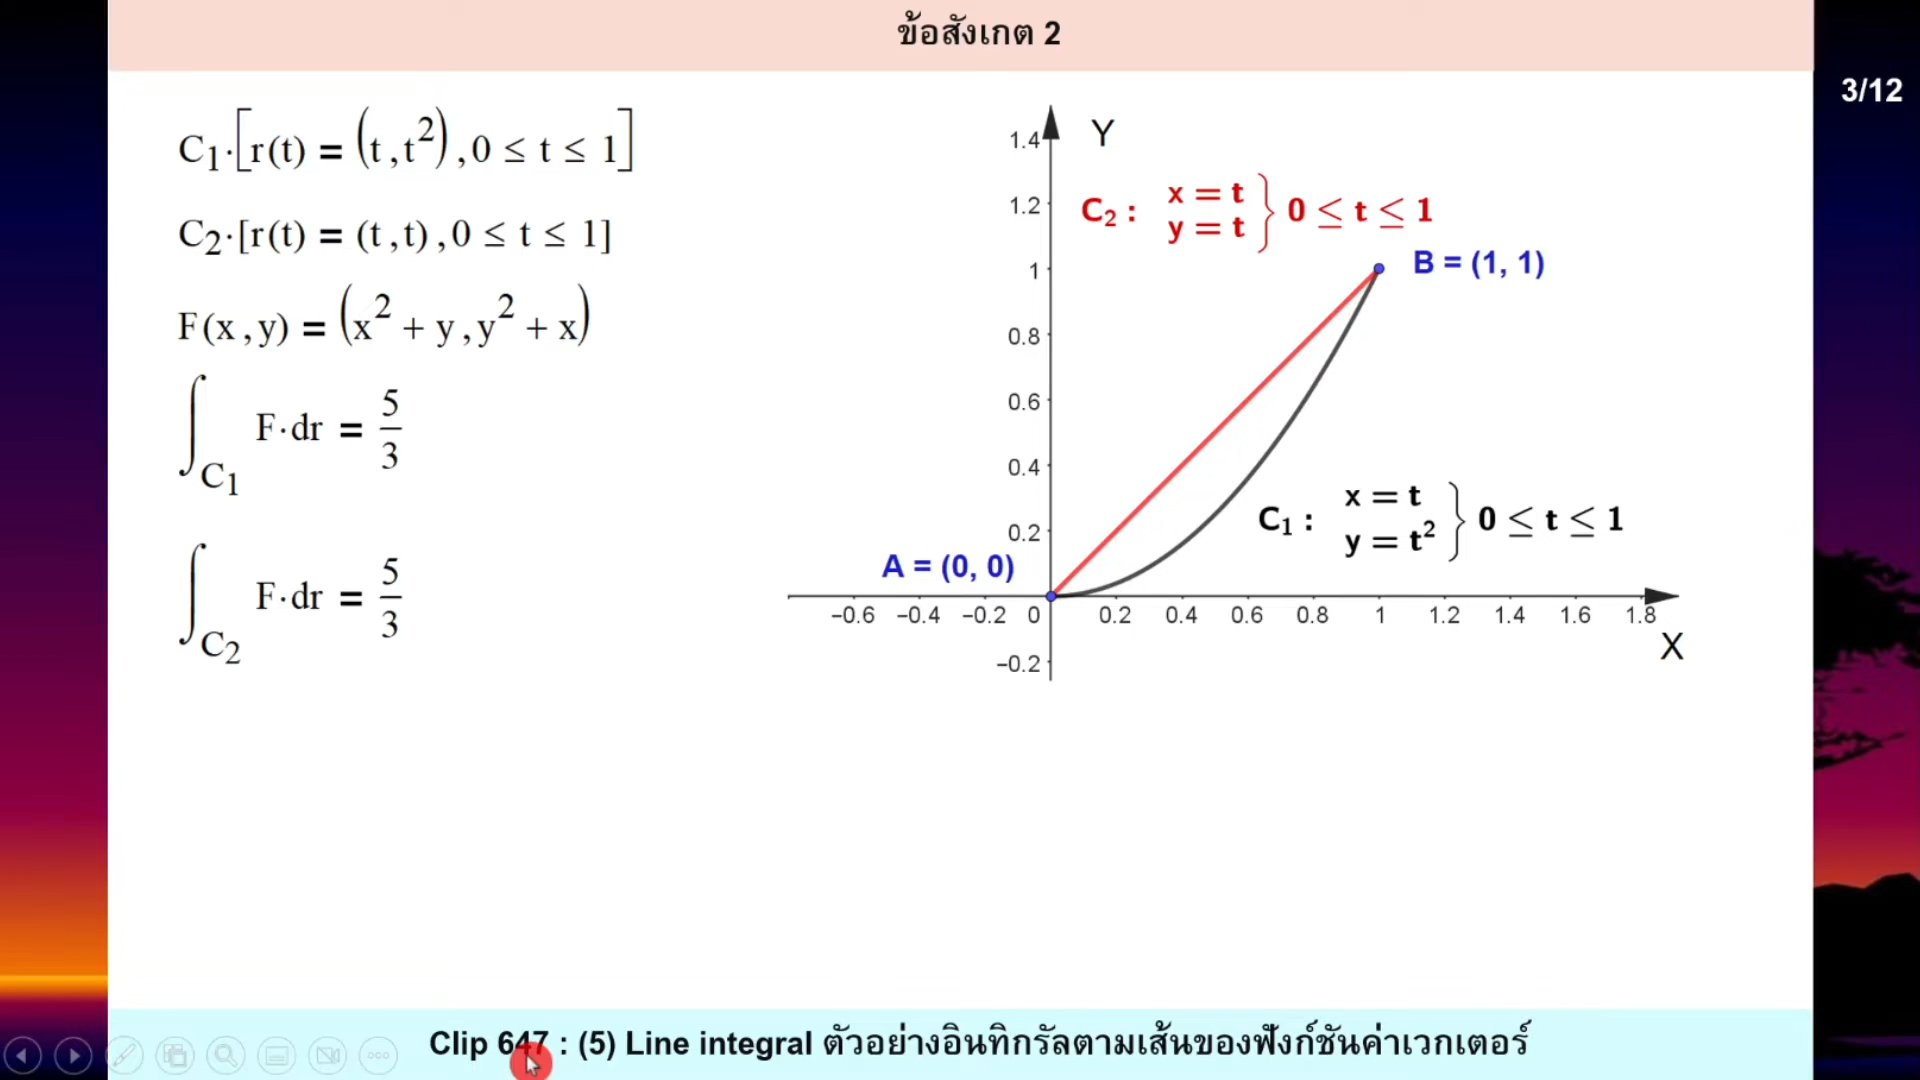 ข้อสังเกต 2
3/12
C₁·[r(t) = (t , t²) , 0 ≤ t ≤ 1]
C₂·[r(t) = (t , t) , 0 ≤ t ≤ 1]
F(x , y) = (x² + y , y² + x)
∫_C₁ F·dr = 5/3
∫_C₂ F·dr = 5/3
Y
1.4
1.2
1
0.8
0.6
0.4
0.2
−0.2
C₂ : x = t
y = t } 0 ≤ t ≤ 1
B = (1, 1)
C₁ : x = t
y = t² } 0 ≤ t ≤ 1
A = (0, 0)
−0.6 −0.4 −0.2 0 0.2 0.4 0.6 0.8 1 1.2 1.4 1.6 1.8
X
Clip 647 : (5) Line integral ตัวอย่างอินทิกรัลตามเส้นของฟังก์ชันค่าเวกเตอร์